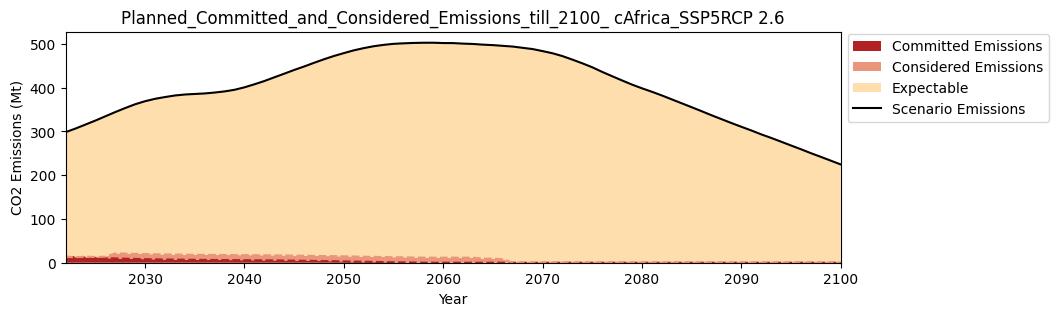 Planned_Committed_and_Considered_Emissions_till_2100_ cAfrica_SSP5RCP 2.6
CO2 Emissions (Mt)
500
400
300
200
100
0
2030 2040 2050 2060 2070 2080 2090 2100
Year
Committed Emissions
Considered Emissions
Expectable
Scenario Emissions